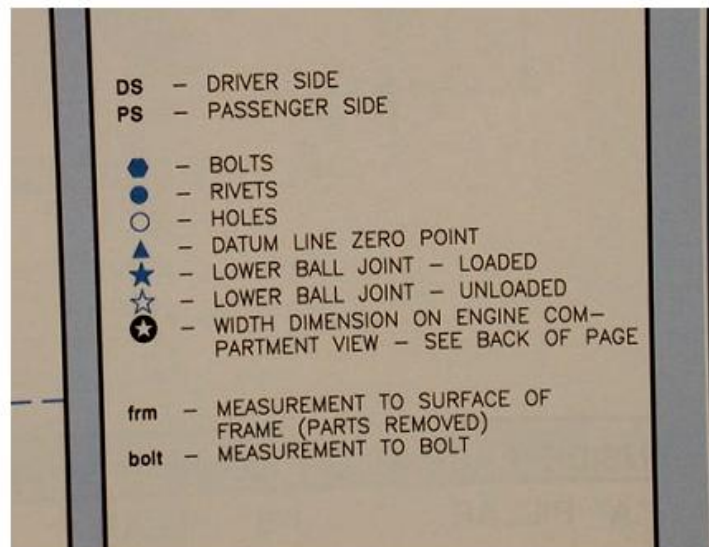 DS – DRIVER SIDE
PS – PASSENGER SIDE
– BOLTS
– RIVETS
– HOLES
– DATUM LINE ZERO POINT
– LOWER BALL JOINT – LOADED
– LOWER BALL JOINT – UNLOADED
– WIDTH DIMENSION ON ENGINE COM–
PARTMENT VIEW – SEE BACK OF PAGE
frm – MEASUREMENT TO SURFACE OF
FRAME (PARTS REMOVED)
bolt – MEASUREMENT TO BOLT